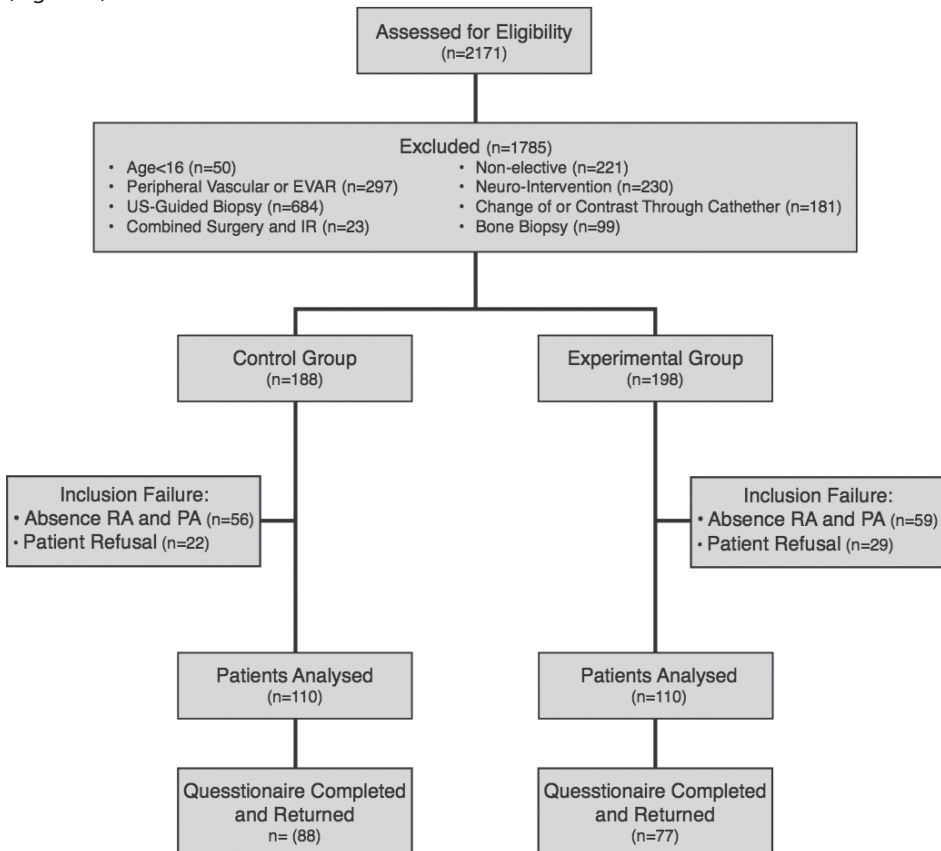 Assessed for Eligibility
(n=2171)
Excluded (n=1785)
• Age<16 (n=50)
• Peripheral Vascular or EVAR (n=297)
• US-Guided Biopsy (n=684)
• Combined Surgery and IR (n=23)
• Non-elective (n=221)
• Neuro-Intervention (n=230)
• Change of or Contrast Through Cathether (n=181)
• Bone Biopsy (n=99)
Control Group
(n=188)
Experimental Group
(n=198)
Inclusion Failure:
• Absence RA and PA (n=56)
• Patient Refusal (n=22)
Inclusion Failure:
• Absence RA and PA (n=59)
• Patient Refusal (n=29)
Patients Analysed
(n=110)
Patients Analysed
(n=110)
Quesstionaire Completed
and Returned
n= (88)
Quesstionaire Completed
and Returned
(n=77)